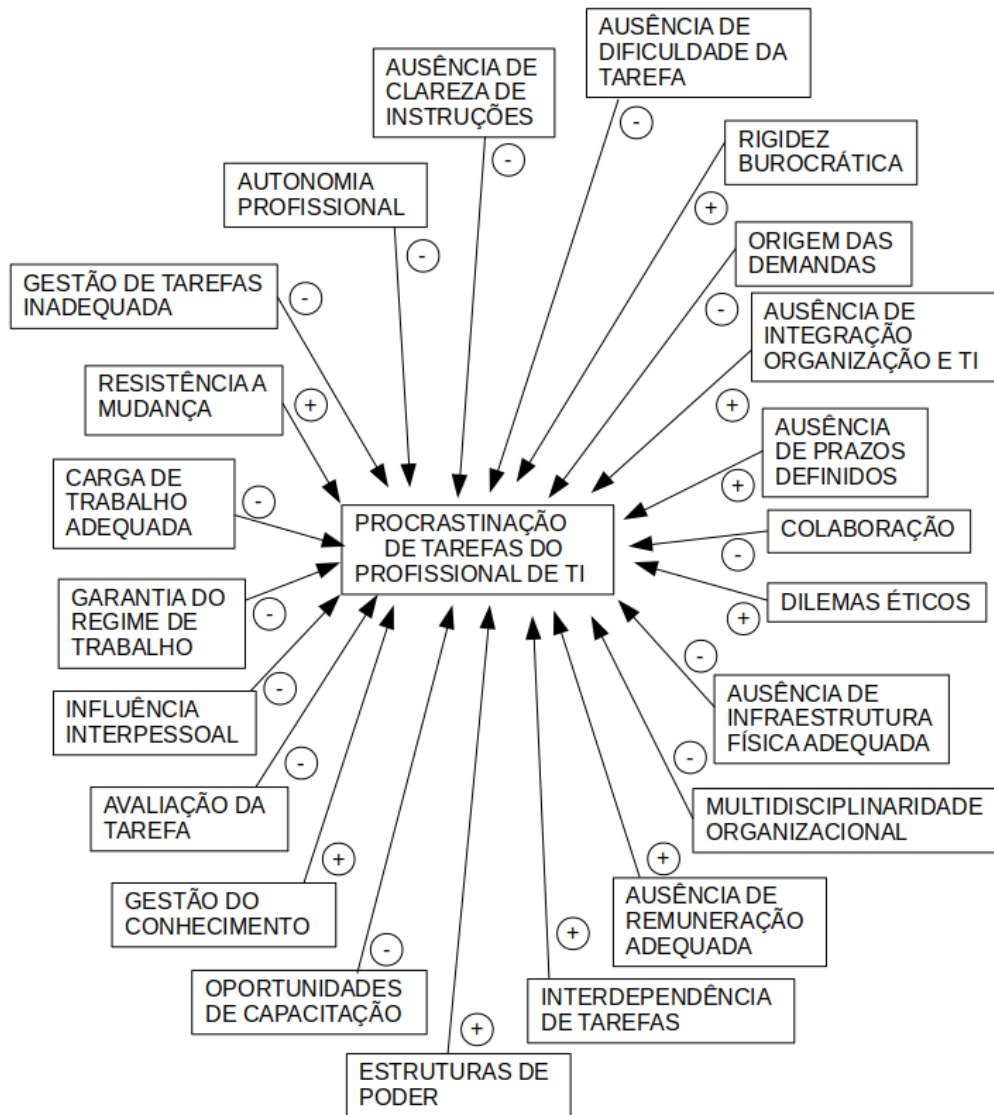 AUSÊNCIA DE
DIFICULDADE DA
TAREFA
-
AUSÊNCIA DE
CLAREZA DE
INSTRUÇÕES
-
RIGIDEZ
BUROCRÁTICA
+
AUTONOMIA
PROFISSIONAL
-
ORIGEM DAS
DEMANDAS
-
GESTÃO DE TAREFAS
INADEQUADA
-
AUSÊNCIA DE
INTEGRAÇÃO
ORGANIZAÇÃO E TI
+
RESISTÊNCIA A
MUDANÇA
+
AUSÊNCIA
DE PRAZOS
DEFINIDOS
+
CARGA DE
TRABALHO
ADEQUADA
-
PROCRASTINAÇÃO
DE TAREFAS DO
PROFISSIONAL DE TI
COLABORAÇÃO
-
GARANTIA DO
REGIME DE
TRABALHO
-
DILEMAS ÉTICOS
+
INFLUÊNCIA
INTERPESSOAL
-
AUSÊNCIA DE
INFRAESTRUTURA
FÍSICA ADEQUADA
-
AVALIAÇÃO DA
TAREFA
-
MULTIDISCIPLINARIDADE
ORGANIZACIONAL
-
GESTÃO DO
CONHECIMENTO
+
AUSÊNCIA DE
REMUNERAÇÃO
ADEQUADA
+
OPORTUNIDADES
DE CAPACITAÇÃO
-
INTERDEPENDÊNCIA
DE TAREFAS
+
ESTRUTURAS DE
PODER
+